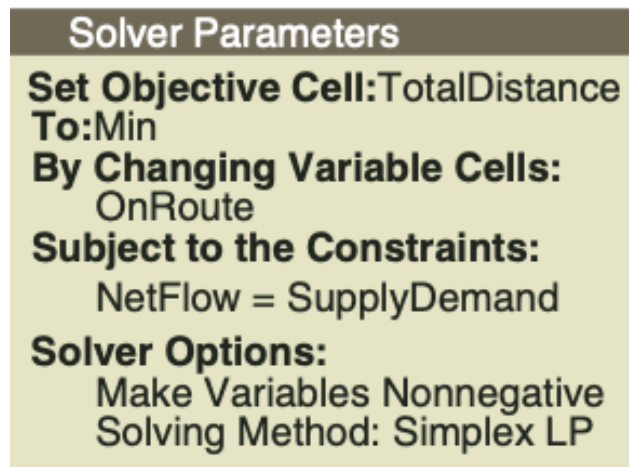 Solver Parameters
Set Objective Cell:TotalDistance
To:Min
By Changing Variable Cells:
OnRoute
Subject to the Constraints:
NetFlow = SupplyDemand
Solver Options:
Make Variables Nonnegative
Solving Method: Simplex LP